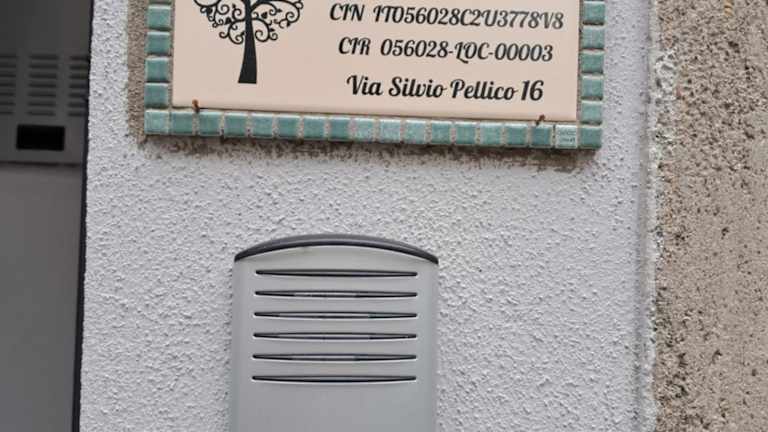 CIN IT056028C2U3778V8
CIR 056028-LOC-00003
Via Silvio Pellico 16